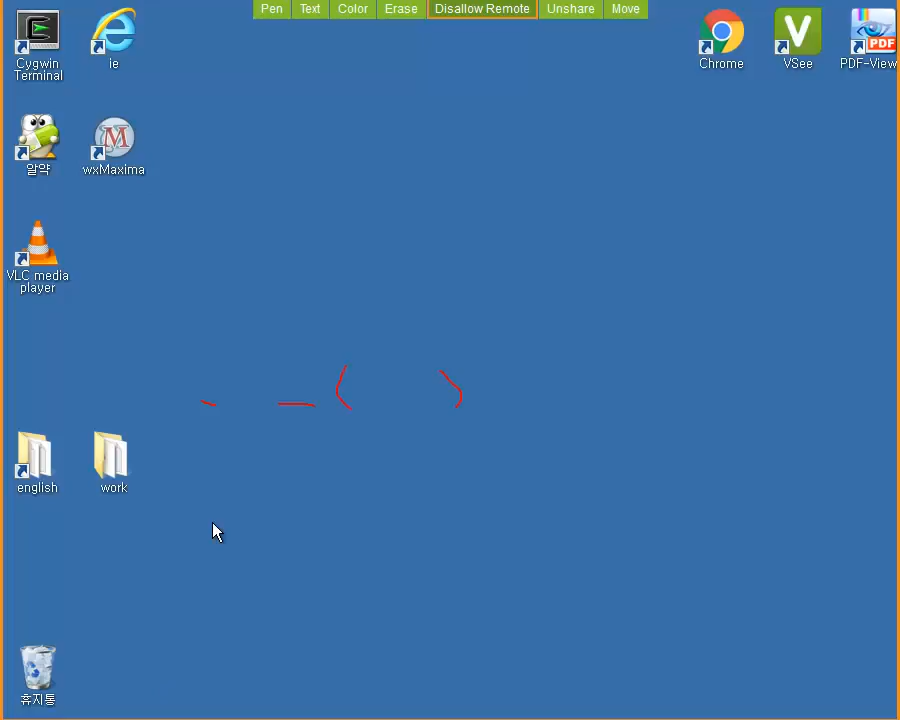 Pen Text Color Erase Disallow Remote Unshare Move
Cygwin Terminal
ie
Chrome
VSee
PDF-View
알약
wxMaxima
VLC media player
english
work
휴지통